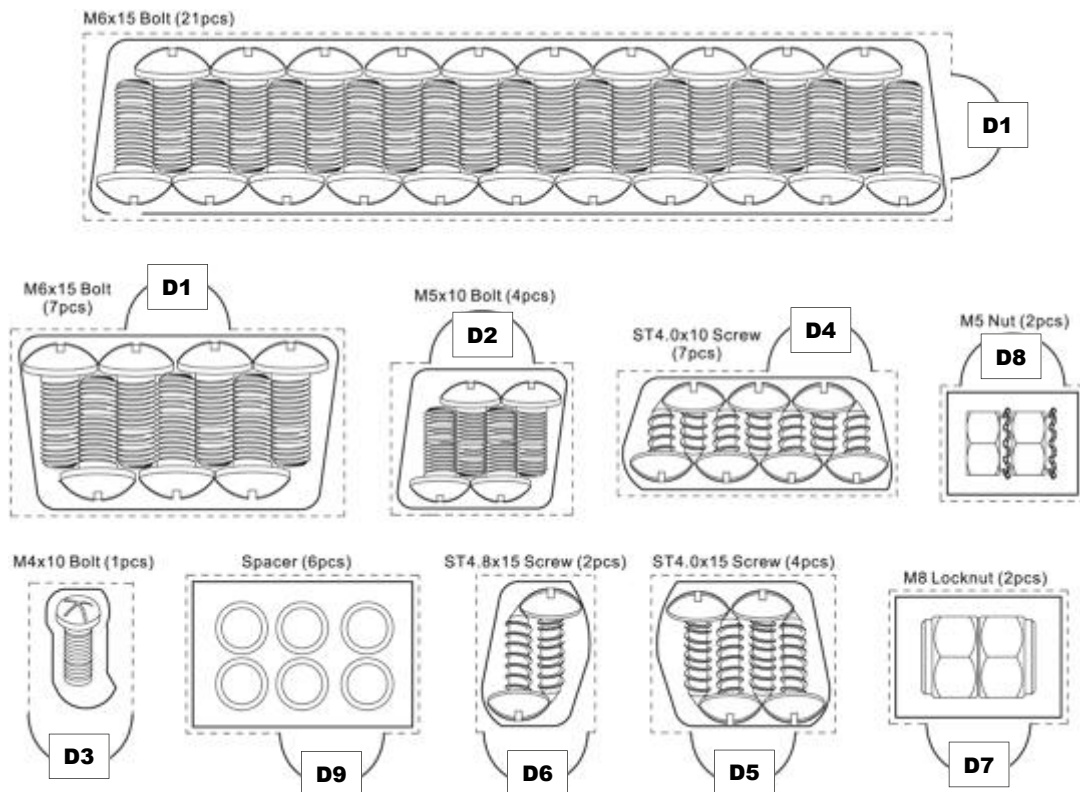 M6x15 Bolt (21pcs)
D1
M6x15 Bolt
(7pcs)
D1
M5x10 Bolt (4pcs)
D2
ST4.0x10 Screw
(7pcs)
D4
M5 Nut (2pcs)
D8
M4x10 Bolt (1pcs)
D3
Spacer (6pcs)
D9
ST4.8x15 Screw (2pcs)
D6
ST4.0x15 Screw (4pcs)
D5
M8 Locknut (2pcs)
D7